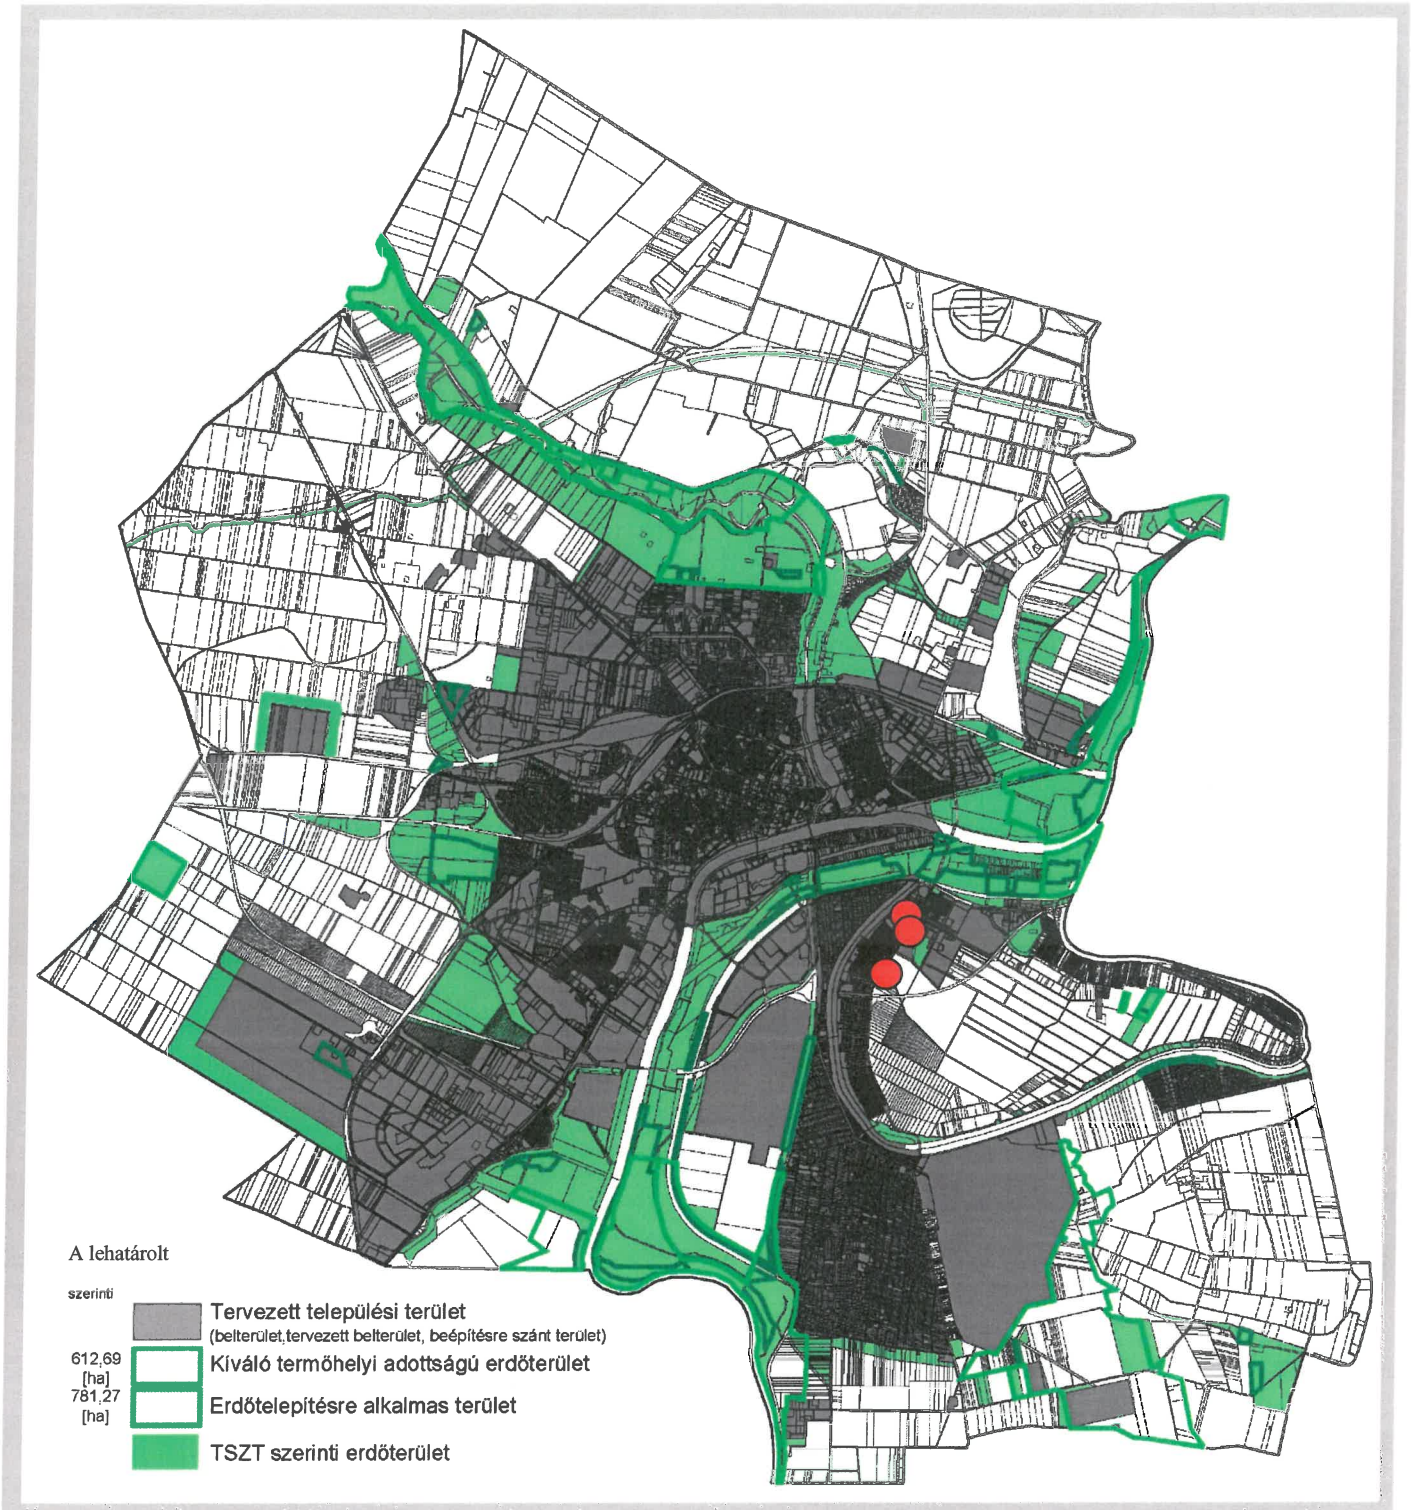 A lehatárolt
szerinti
Tervezett települési terület
(belterület,tervezett belterület, beépítésre szánt terület)
612,69
[ha]
Kíváló termőhelyi adottságú erdőterület
781,27
[ha]
Erdőtelepítésre alkalmas terület
TSZT szerinti erdőterület